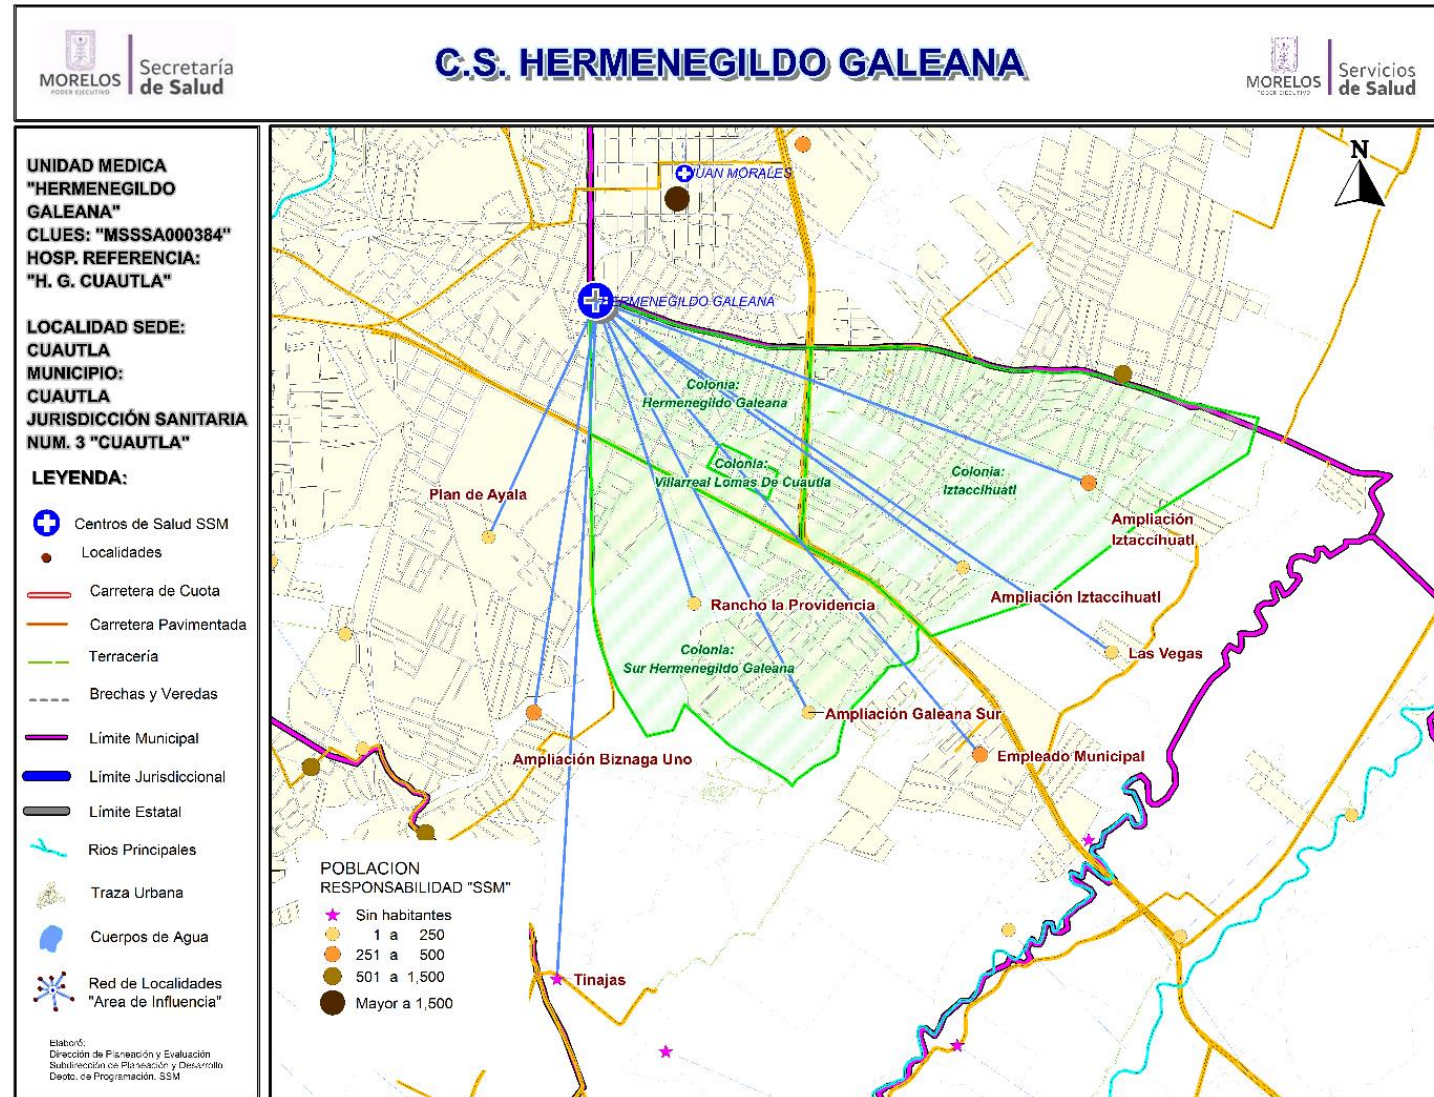 MORELOS
PODER EJECUTIVO
Secretaría
de Salud
C.S. HERMENEGILDO GALEANA
MORELOS
PODER EJECUTIVO
Servicios
de Salud
UNIDAD MEDICA
"HERMENEGILDO
GALEANA"
CLUES: "MSSSA000384"
HOSP. REFERENCIA:
"H. G. CUAUTLA"
LOCALIDAD SEDE:
CUAUTLA
MUNICIPIO:
CUAUTLA
JURISDICCIÓN SANITARIA
NUM. 3 "CUAUTLA"
LEYENDA:
Centros de Salud SSM
Localidades
Carretera de Cuota
Carretera Pavimentada
Terracería
Brechas y Veredas
Límite Municipal
Límite Jurisdiccional
Límite Estatal
Rios Principales
Traza Urbana
Cuerpos de Agua
Red de Localidades
"Area de Influencia"
Elaboró:
Dirección de Planeación y Evaluación
Subdirección de Planeación y Desarrollo
Depto. de Programación. SSM
N
JUAN MORALES
HERMENEGILDO GALEANA
Colonia:
Hermenegildo Galeana
Colonia:
Villarreal Lomas De Cuautla
Colonia:
Iztaccihuatl
Plan de Ayala
Ampliación
Iztaccihuatl
Ampliación Iztaccihuatl
Rancho la Providencia
Colonia:
Sur Hermenegildo Galeana
Las Vegas
Ampliación Galeana Sur
Ampliación Biznaga Uno
Empleado Municipal
Tinajas
POBLACION
RESPONSABILIDAD "SSM"
Sin habitantes
1 a 250
251 a 500
501 a 1,500
Mayor a 1,500